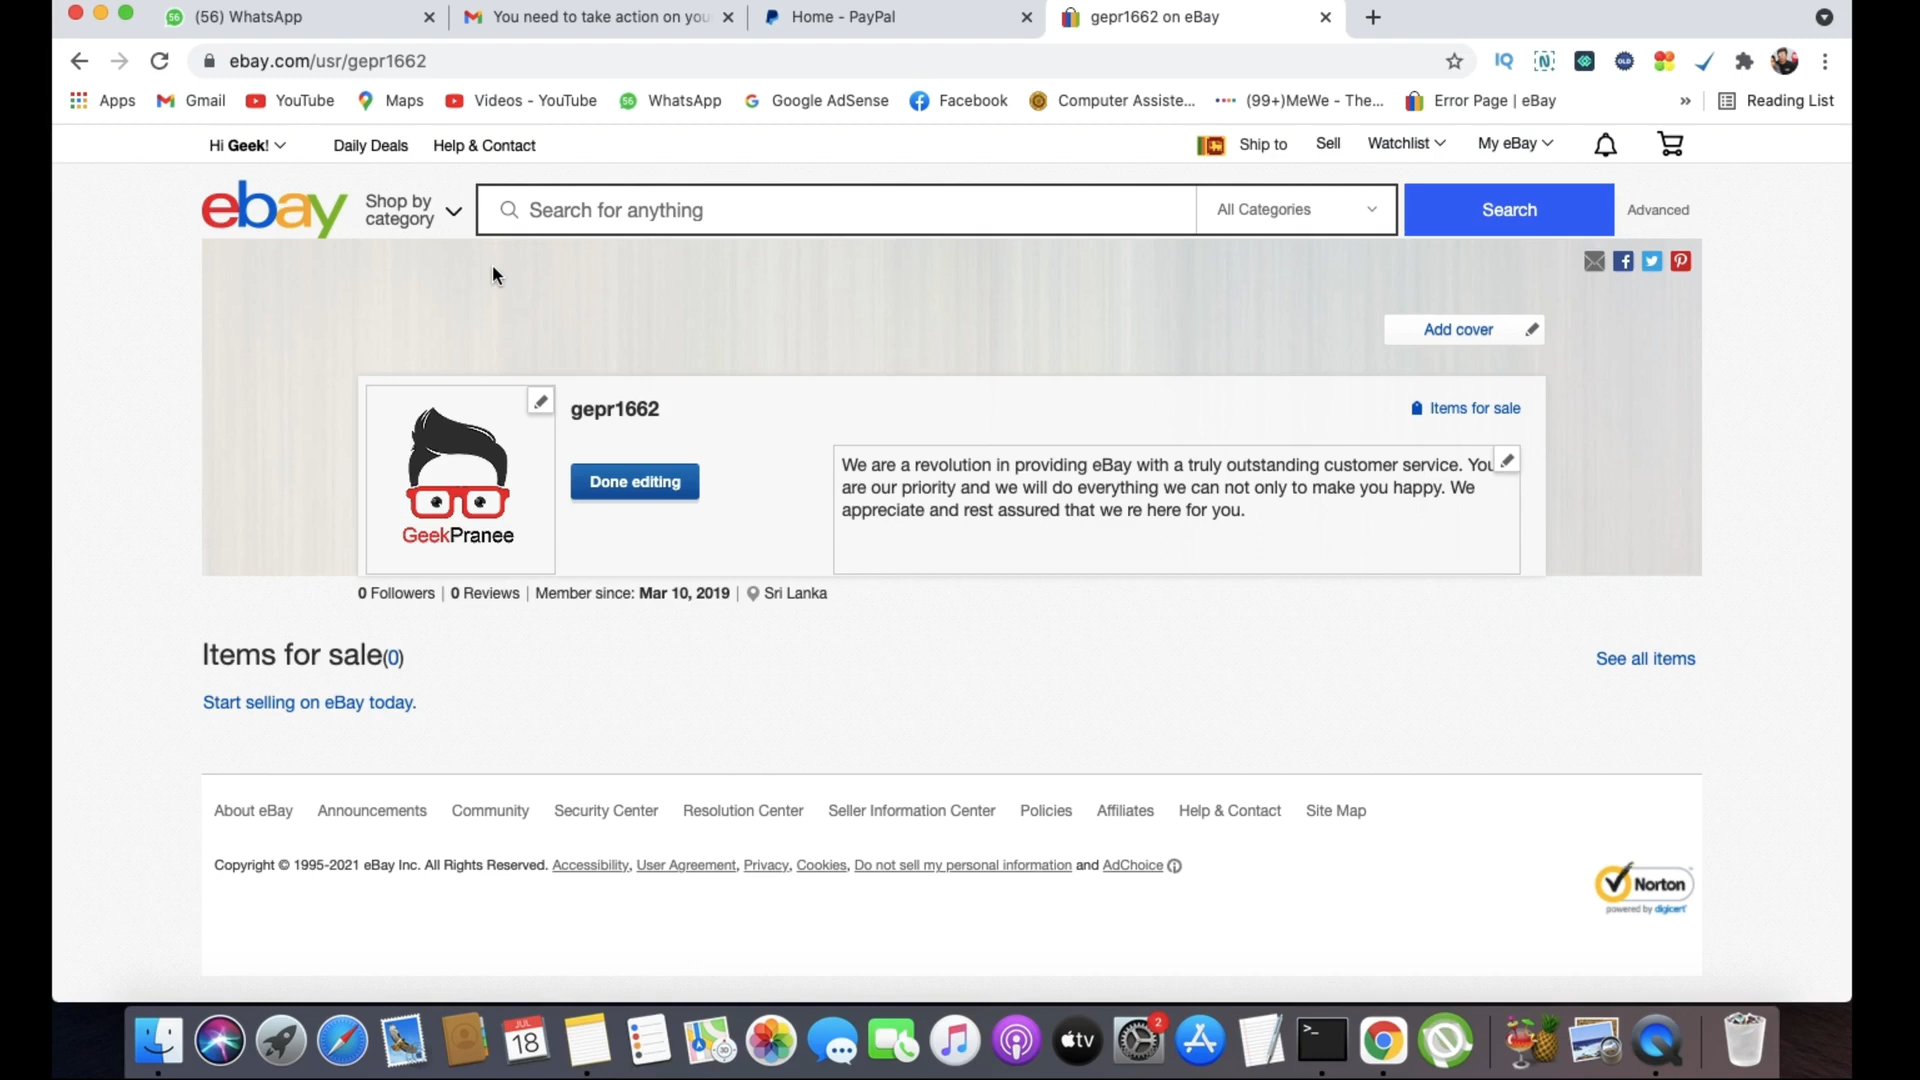 56 (56) WhatsApp
You need to take action on you
Home - PayPal
gepr1662 on eBay
ebay.com/usr/gepr1662
IQ
N
OLD
Apps
Gmail
YouTube
Maps
Videos - YouTube
56 WhatsApp
Google AdSense
Facebook
Computer Assiste...
(99+)MeWe - The...
Error Page | eBay
»
Reading List
Hi Geek!
Daily Deals
Help & Contact
Ship to
Sell
Watchlist
My eBay
ebay
Shop by
category
Search for anything
All Categories
Search
Advanced
Add cover
gepr1662
Items for sale
Done editing
GeekPranee
We are a revolution in providing eBay with a truly outstanding customer service. You
are our priority and we will do everything we can not only to make you happy. We
appreciate and rest assured that we re here for you.
0 Followers | 0 Reviews | Member since: Mar 10, 2019 | Sri Lanka
Items for sale(0)
See all items
Start selling on eBay today.
About eBay
Announcements
Community
Security Center
Resolution Center
Seller Information Center
Policies
Affiliates
Help & Contact
Site Map
Copyright © 1995-2021 eBay Inc. All Rights Reserved. Accessibility, User Agreement, Privacy, Cookies, Do not sell my personal information and AdChoice
Norton
powered by digicert
JUL
18
tv
2
>_